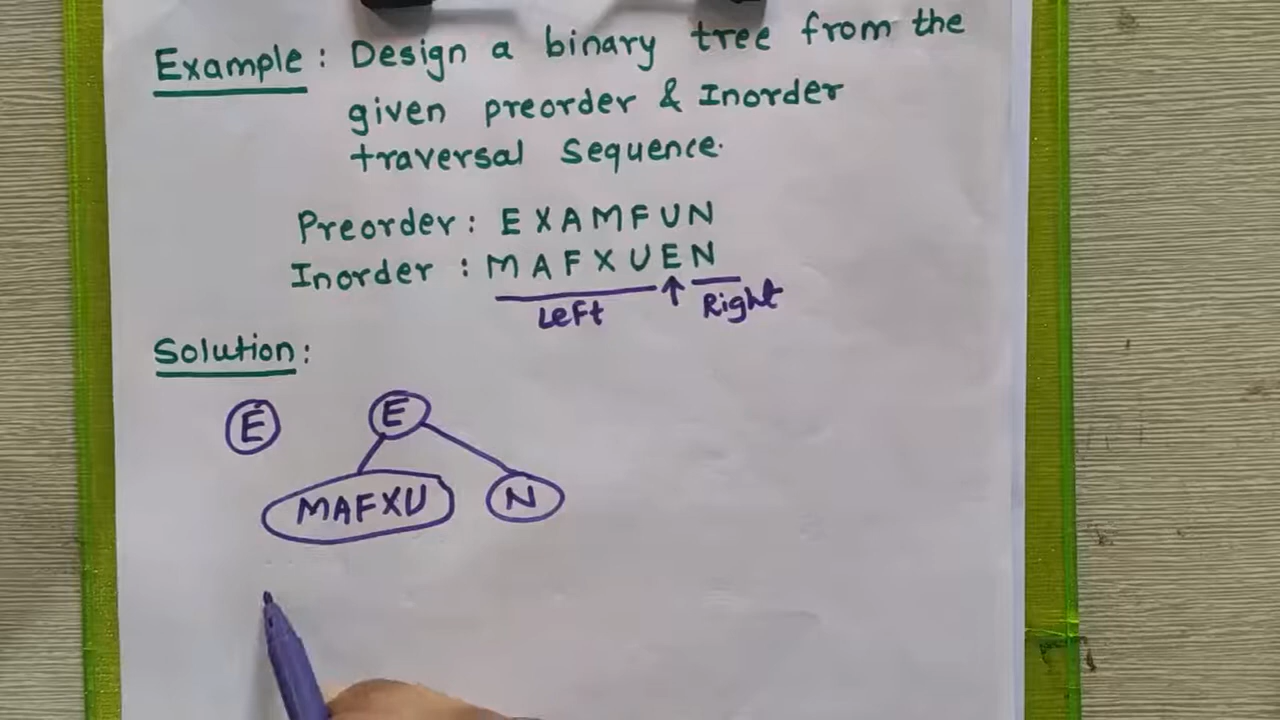 Example: Design a binary tree from the
given preorder & Inorder
traversal sequence.
Preorder: EXAMFUN
Inorder: MAFXUEN
Left Right
Solution:
E E
MAFXU N